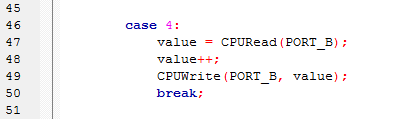 45
46 case 4:
47 value = CPURead(PORT_B);
48 value++;
49 CPUWrite(PORT_B, value);
50 break;
51